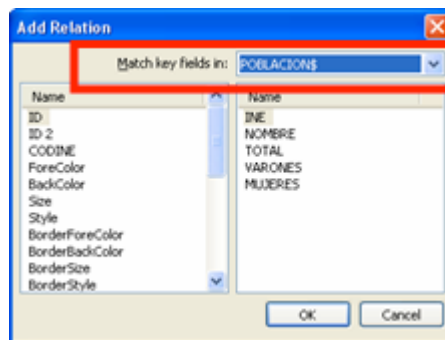 Add Relation
Match key fields in: POBLACION$
Name
ID
ID 2
CODINE
ForeColor
BackColor
Size
Style
BorderForeColor
BorderBackColor
BorderSize
BorderStyle
Name
INE
NOMBRE
TOTAL
VARONES
MUJERES
OK Cancel